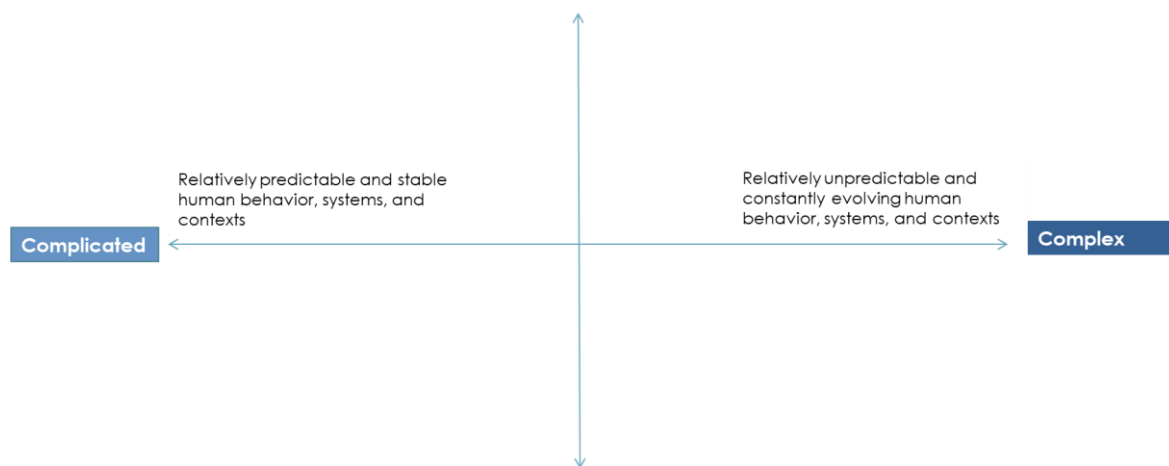 Relatively predictable and stable
human behavior, systems, and
contexts
Relatively unpredictable and
constantly evolving human
behavior, systems, and contexts
Complicated
Complex